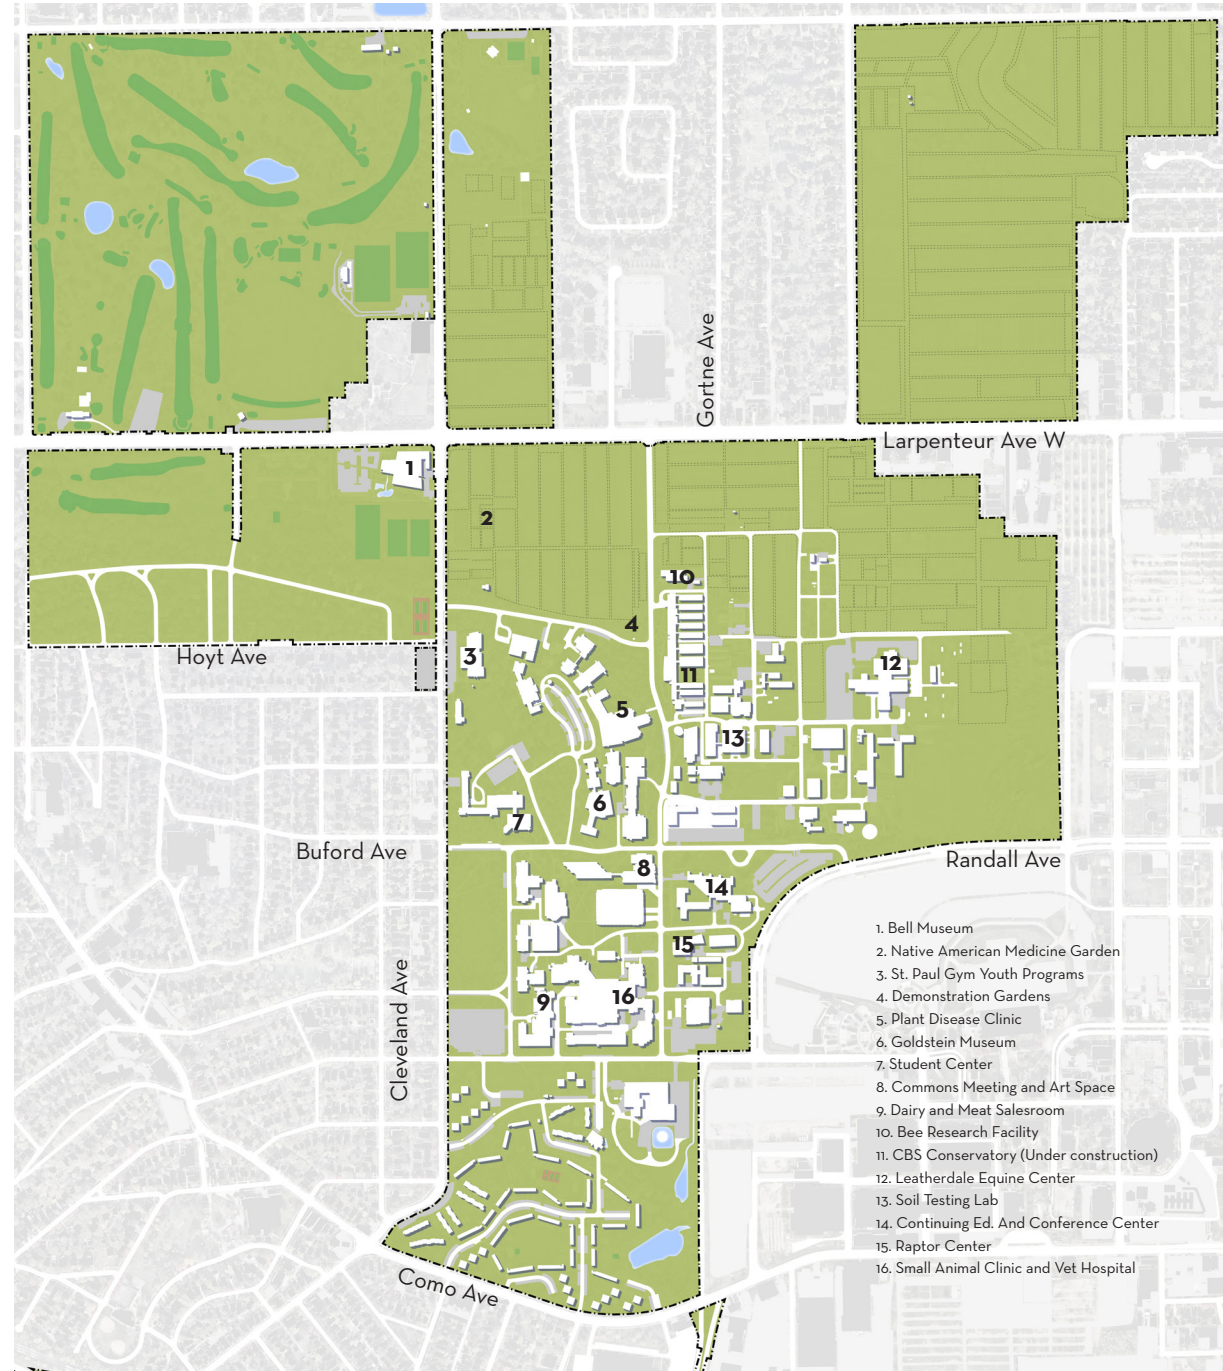 Gortne Ave
Larpenteur Ave W
1
2
10
4
Hoyt Ave
3
12
11
5
13
6
7
Buford Ave
Randall Ave
8
14
1. Bell Museum
2. Native American Medicine Garden
3. St. Paul Gym Youth Programs
4. Demonstration Gardens
5. Plant Disease Clinic
6. Goldstein Museum
7. Student Center
8. Commons Meeting and Art Space
9. Dairy and Meat Salesroom
10. Bee Research Facility
11. CBS Conservatory (Under construction)
12. Leatherdale Equine Center
13. Soil Testing Lab
14. Continuing Ed. And Conference Center
15. Raptor Center
16. Small Animal Clinic and Vet Hospital
15
Cleveland Ave
9
16
Como Ave